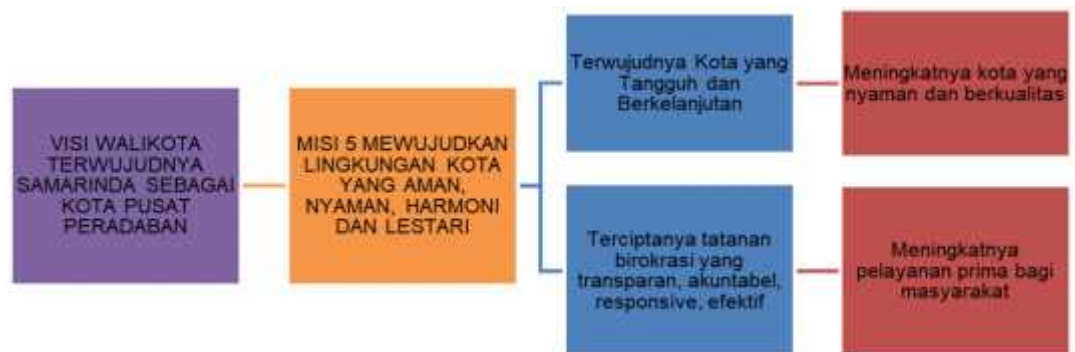 VISI WALIKOTA
TERWUJUDNYA
SAMARINDA SEBAGAI
KOTA PUSAT
PERADABAN
MISI 5 MEWUJUDKAN
LINGKUNGAN KOTA
YANG AMAN,
NYAMAN, HARMONI
DAN LESTARI
Terwujudnya Kota yang
Tangguh dan
Berkelanjutan
Meningkatnya kota yang
nyaman dan berkualitas
Terciptanya tatanan
birokrasi yang
transparan, akuntabel,
responsive, efektif
Meningkatnya
pelayanan prima bagi
masyarakat